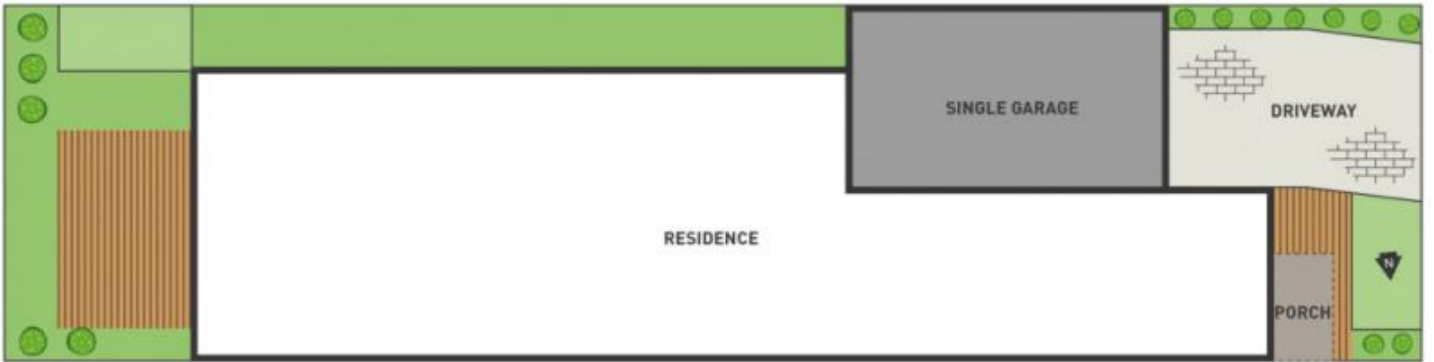 SINGLE GARAGE
DRIVEWAY
RESIDENCE
N
PORCH